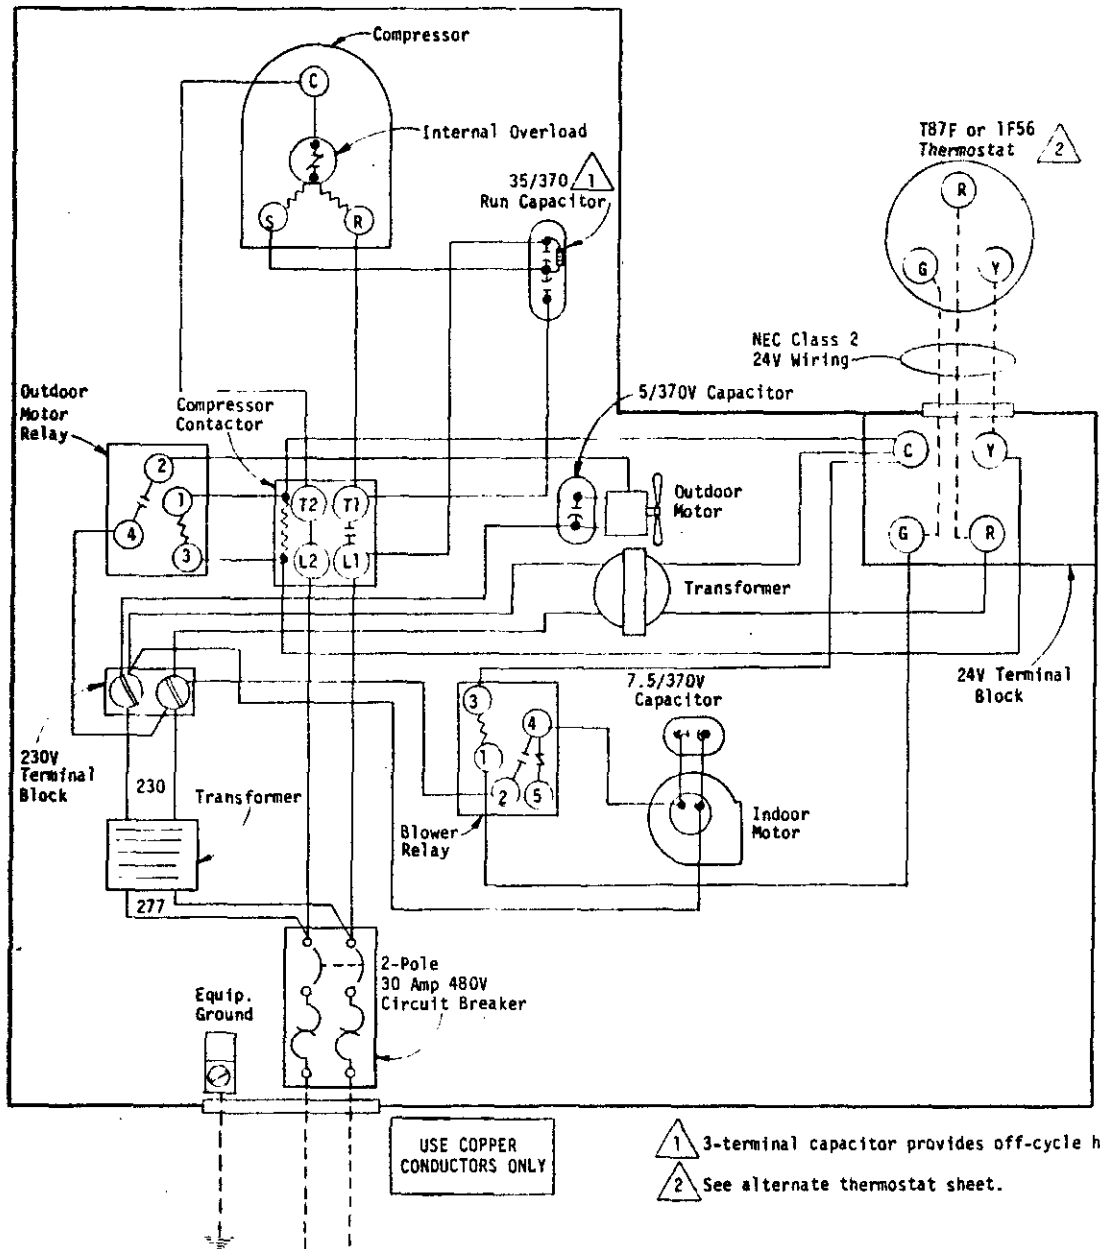 Compressor
C
Internal Overload
S
R
35/370 1
Run Capacitor
T87F or 1F56
Thermostat 2
R
G
Y
NEC Class 2
24V Wiring
Outdoor
Motor
Relay
Compressor
Contactor
5/370V Capacitor
2
1
4
3
T2
T1
L2
L1
Outdoor
Motor
C
Y
G
R
Transformer
24V Terminal
Block
7.5/370V
Capacitor
3
4
1
2
5
230V
Terminal
Block
230
Transformer
Blower
Relay
Indoor
Motor
277
2-Pole
30 Amp 480V
Circuit Breaker
Equip.
Ground
USE COPPER
CONDUCTORS ONLY
1 3-terminal capacitor provides off-cycle h
2 See alternate thermostat sheet.